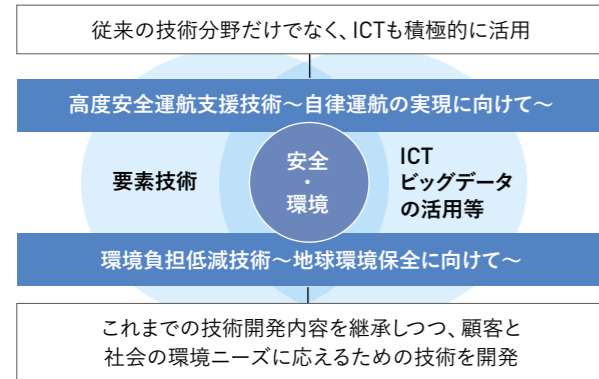 従来の技術分野だけでなく、ICTも積極的に活用
高度安全運航支援技術～自律運航の実現に向けて～
要素技術
安全
・
環境
ICT
ビッグデータ
の活用等
環境負担低減技術～地球環境保全に向けて～
これまでの技術開発内容を継承しつつ、顧客と
社会の環境ニーズに応えるための技術を開発